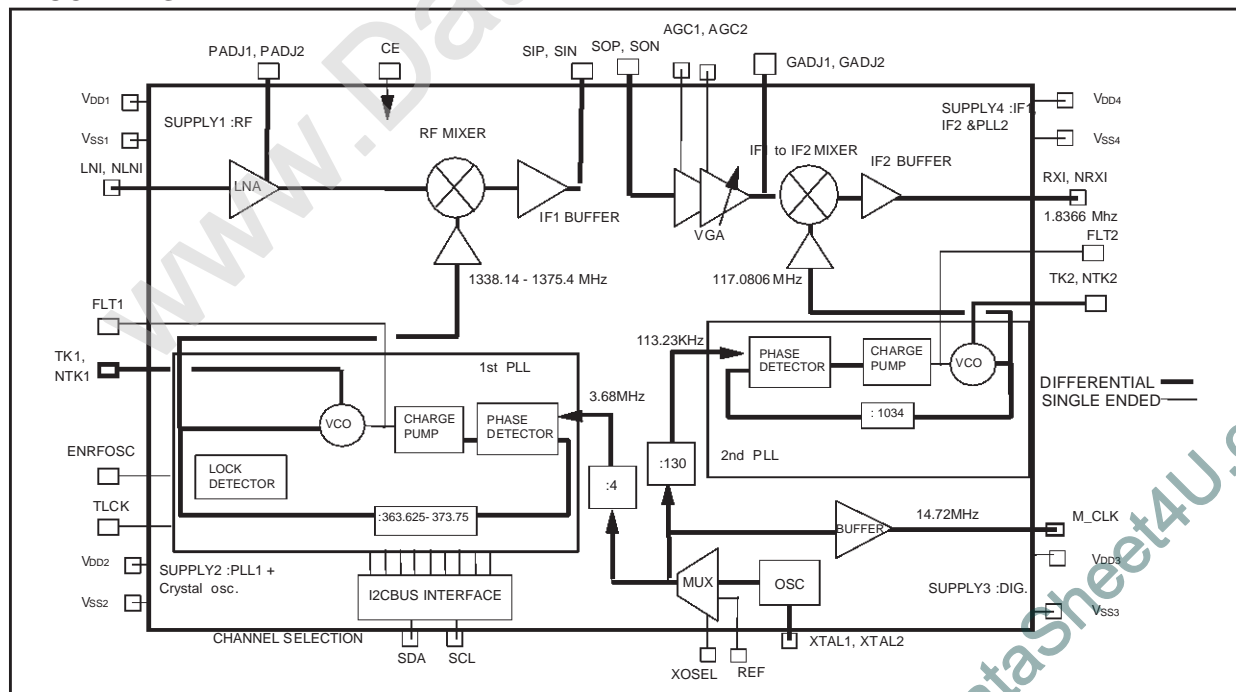 PADJ1, PADJ2
CE
SIP, SIN
SOP, SON
AGC1, AGC2
GADJ1, GADJ2
VDD1
VSS1
SUPPLY1 :RF
LNI, NLNI
LNA
RF MIXER
IF1 BUFFER
VGA
IF1 to IF2 MIXER
IF2 BUFFER
SUPPLY4 :IF1,
IF2 &PLL2
VDD4
VSS4
RXI, NRXI
1.8366 Mhz
FLT2
TK2, NTK2
1338.14 - 1375.4 MHz
117.0806 MHz
FLT1
TK1,
NTK1
1st PLL
VCO
CHARGE
PUMP
PHASE
DETECTOR
LOCK
DETECTOR
:363.625- 373.75
3.68MHz
113.23KHz
PHASE
DETECTOR
CHARGE
PUMP
VCO
: 1034
2nd PLL
DIFFERENTIAL
SINGLE ENDED
ENRFOSC
TLCK
:4
:130
BUFFER
14.72MHz
M_CLK
VDD2
VSS2
SUPPLY2 :PLL1 +
Crystal osc.
I2CBUS INTERFACE
MUX
OSC
SUPPLY3 :DIG.
VDD3
VSS3
CHANNEL SELECTION
SDA
SCL
XOSEL
REF
XTAL1, XTAL2
www.Da
ataSheet4U.c